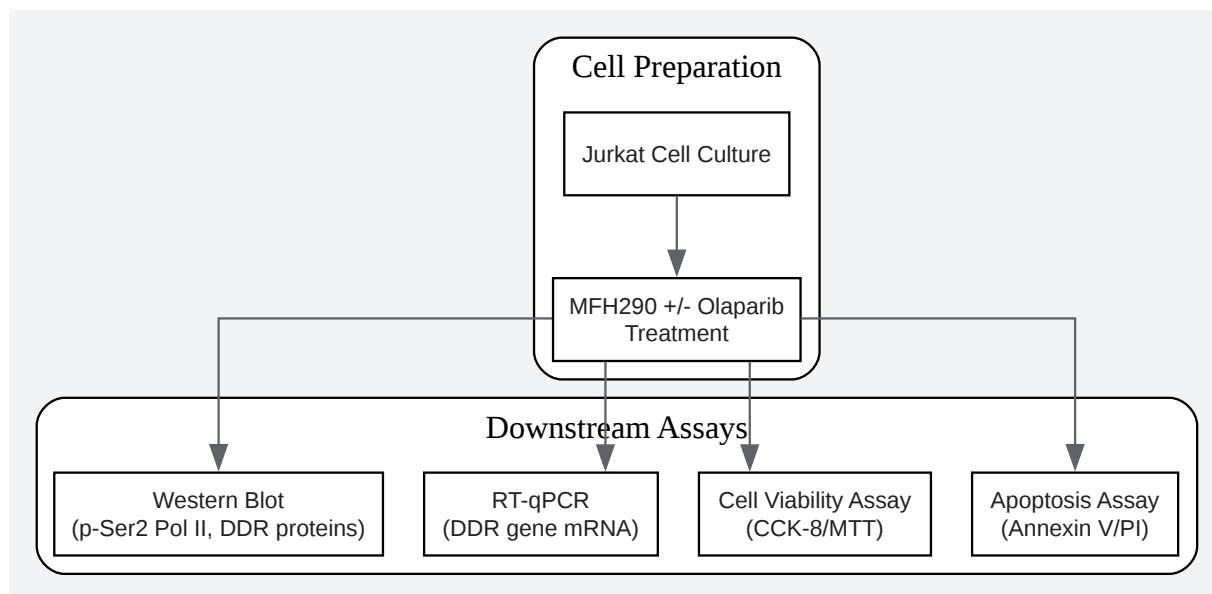 Cell Preparation
Jurkat Cell Culture
MFH290 +/- Olaparib
Treatment
Downstream Assays
Western Blot
(p-Ser2 Pol II, DDR proteins)
RT-qPCR
(DDR gene mRNA)
Cell Viability Assay
(CCK-8/MTT)
Apoptosis Assay
(Annexin V/PI)